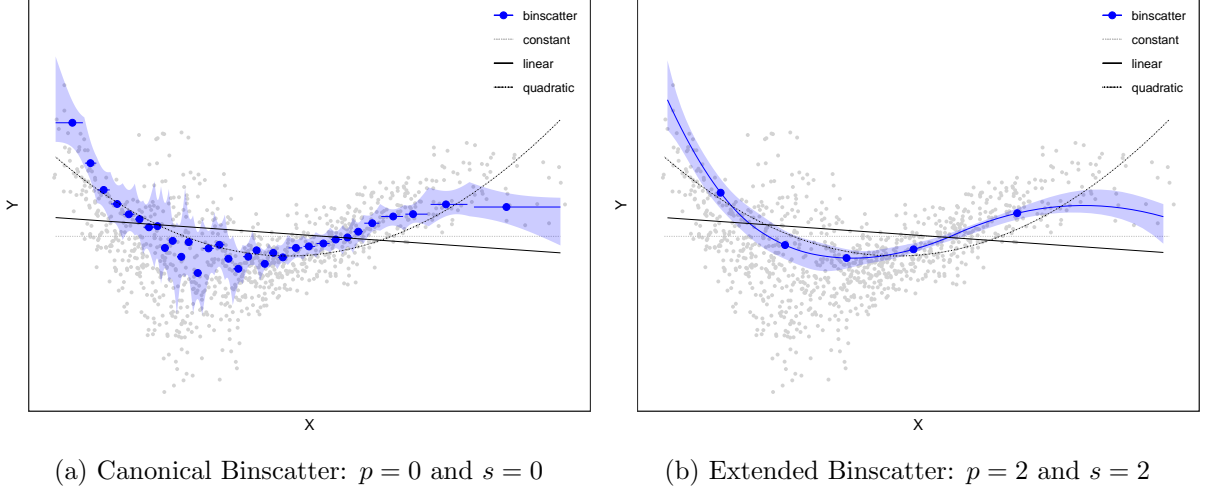 binscatter
constant
linear
quadratic
Y
X
(a) Canonical Binscatter: p = 0 and s = 0
binscatter
constant
linear
quadratic
Y
X
(b) Extended Binscatter: p = 2 and s = 2